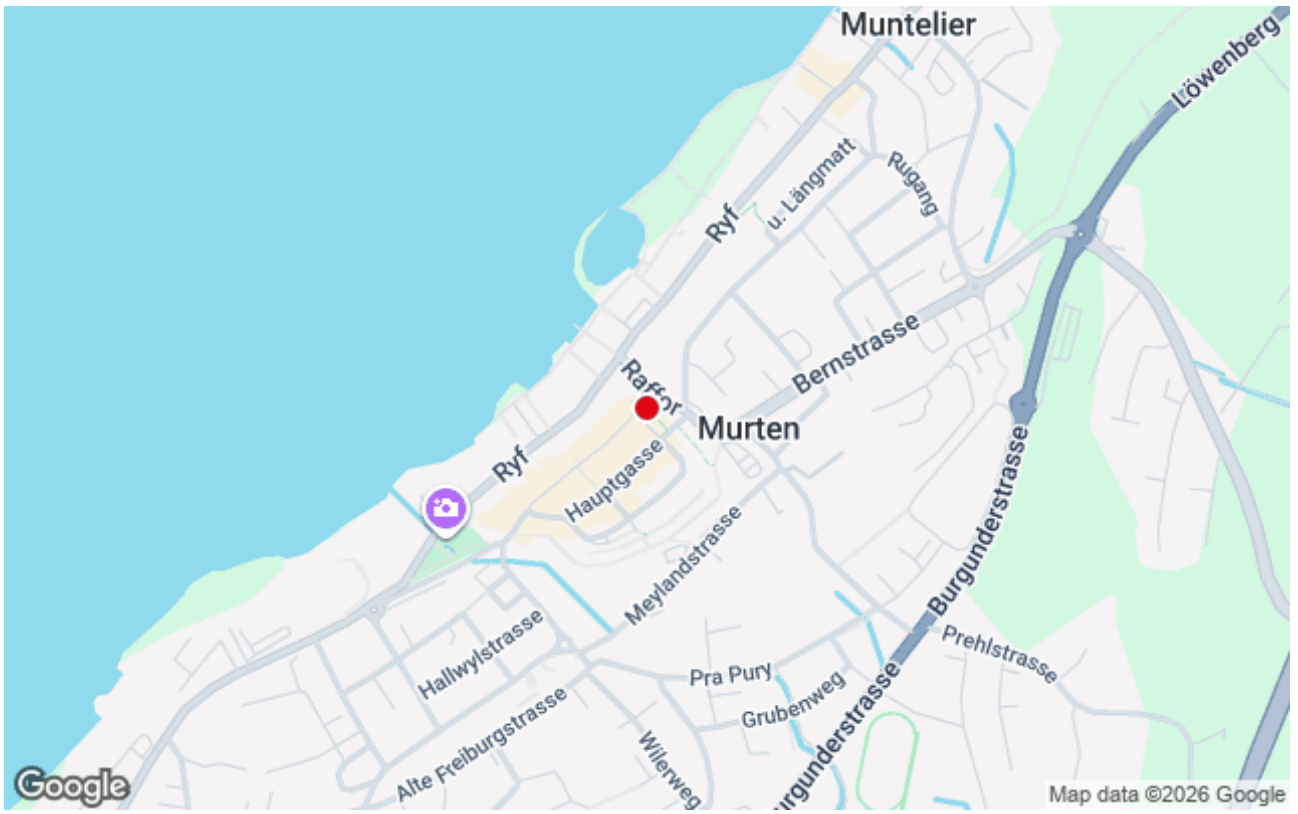 Muntelier
Löwenberg
u. Längmatt
Rugang
Ryf
Bernstrasse
Raffor
Murten
Ryf
Hauptgasse
Burgunderstrasse
Meylandstrasse
Hallwylstrasse
Prehlstrasse
Pra Pury
Grubenweg
Alte Freiburgstrasse
Wilerweg
urgunderstrasse
Google
Map data ©2026 Google